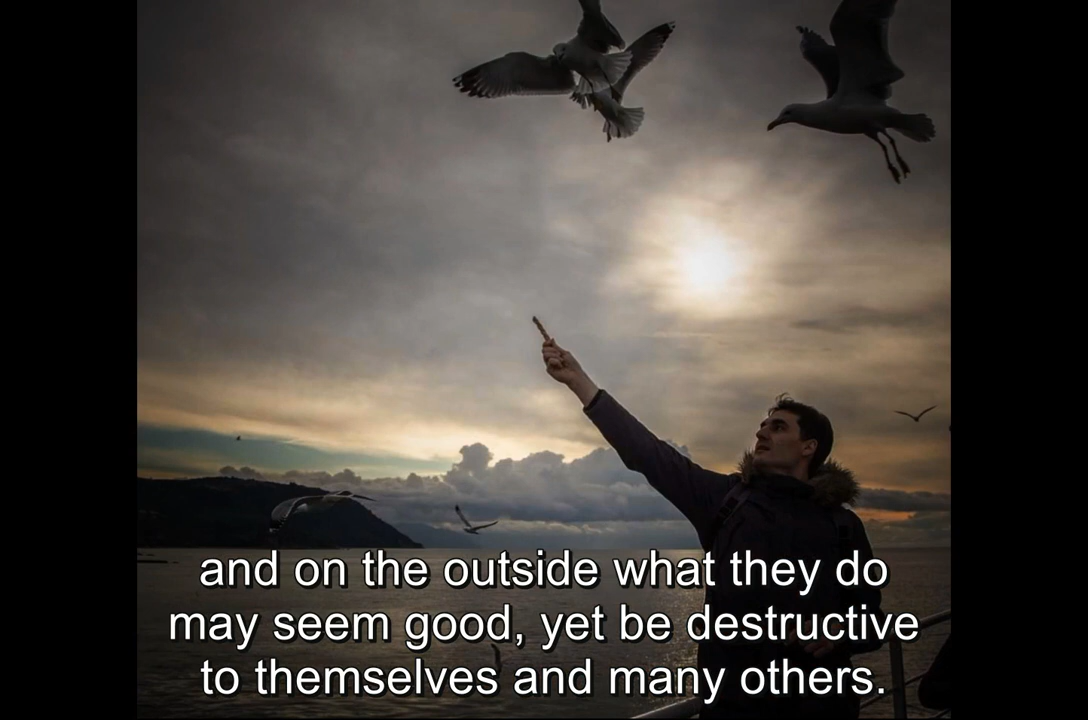 and on the outside what they do
may seem good, yet be destructive
to themselves and many others.